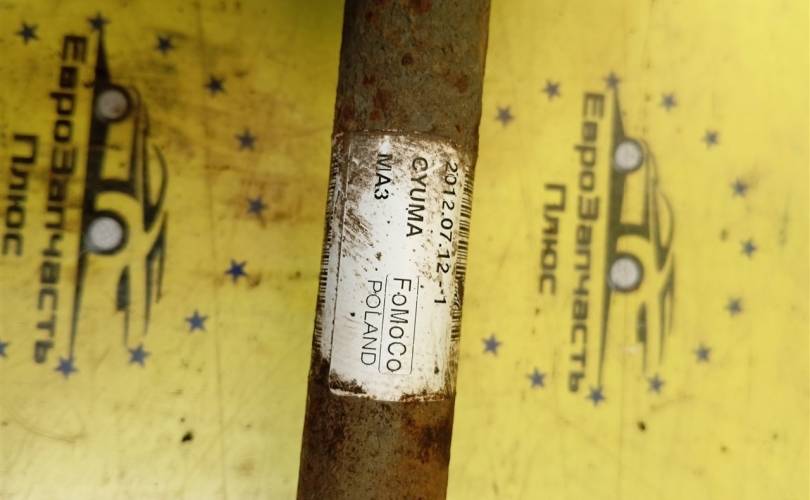 ЕвроЗапчасть
Плюс
2012.07.12 -1
CYUMA
MA3
FoMoCo
POLAND
ЕвроЗапчасть
Плюс